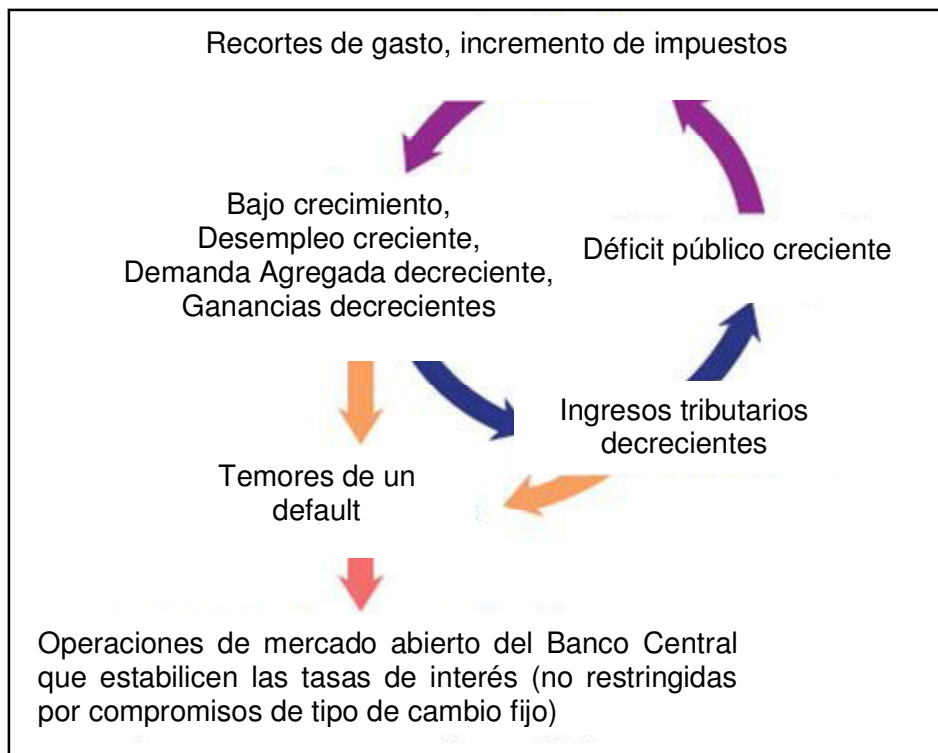 Recortes de gasto, incremento de impuestos
Bajo crecimiento,
Desempleo creciente,
Demanda Agregada decreciente,
Ganancias decrecientes
Déficit público creciente
Ingresos tributarios
decrecientes
Temores de un
default
Operaciones de mercado abierto del Banco Central
que estabilicen las tasas de interés (no restringidas
por compromisos de tipo de cambio fijo)